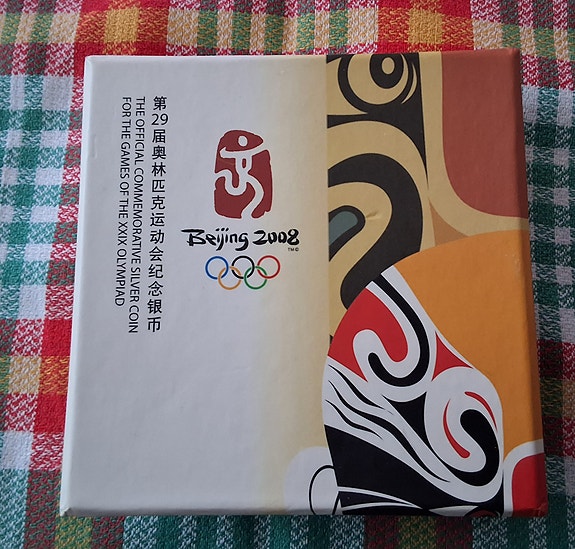 第29届奥林匹克运动会纪念银币
THE OFFICIAL COMMEMORATIVE SILVER COIN
FOR THE GAMES OF THE XXIX OLYMPIAD
Beijing 2008
TM©